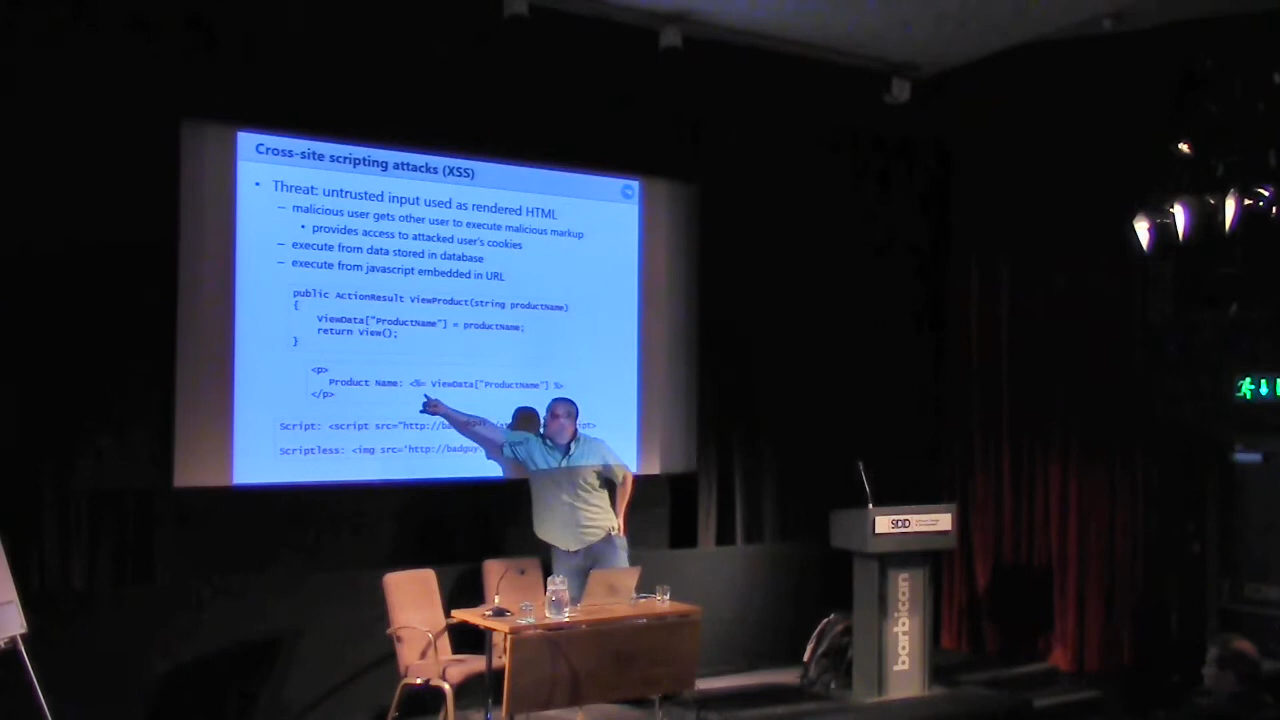 Cross-site scripting attacks (XSS)
• Threat: untrusted input used as rendered HTML
– malicious user gets other user to execute malicious markup
• provides access to attacked user's cookies
– execute from data stored in database
– execute from javascript embedded in URL
public ActionResult ViewProduct(string productName)
{
ViewData["ProductName"] = productName;
return View();
}
<p>
Product Name: <%= ViewData["ProductName"] %>
</p>
Script: <script src="http://
Scriptless: <img src='http://badguy.
SDD
barbican